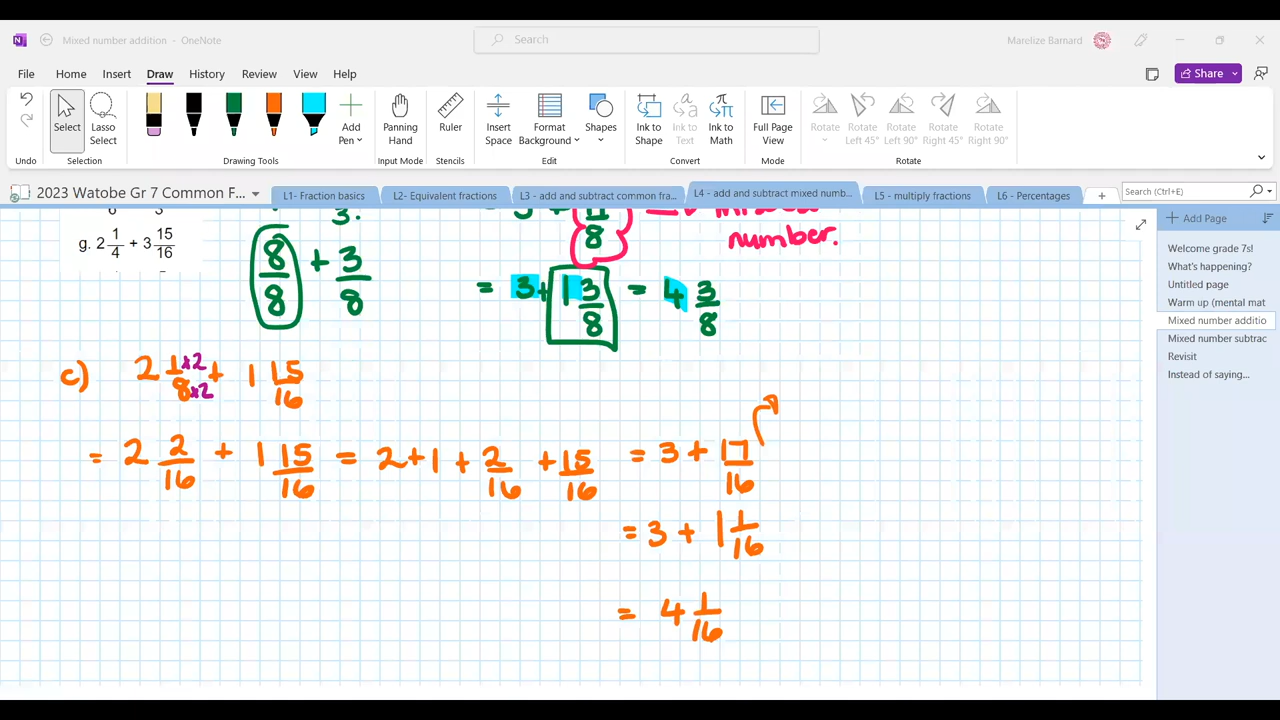 Mixed number addition - OneNote
Search
Marelize Barnard
File Home Insert Draw History Review View Help
Share
Select
Lasso Select
Add Pen
Panning Hand
Ruler
Insert Space
Format Background
Shapes
Ink to Shape
Ink to Text
Ink to Math
Full Page View
Rotate
Rotate Left 45°
Rotate Left 90°
Rotate Right 45°
Rotate Right 90°
Undo Selection Drawing Tools Input Mode Stencils Edit Convert Mode Rotate
2023 Watobe Gr 7 Common F...
L1- Fraction basics
L2- Equivalent fractions
L3 - add and subtract common fra...
L4 - add and subtract mixed numb...
L5 - multiply fractions
L6 - Percentages
+
Search (Ctrl+E)
Add Page
Welcome grade 7s!
What's happening?
Untitled page
Warm up (mental mat
Mixed number additio
Mixed number subtrac
Revisit
Instead of saying...
number.
g. 2 1/4 + 3 15/16
8/8 + 3/8
= 3 + 1 3/8 = 4 3/8
c) 2 1/8 ×2 ×2 + 1 15/16
= 2 2/16 + 1 15/16 = 2 + 1 + 2/16 + 15/16 = 3 + 17/16
= 3 + 1 1/16
= 4 1/16